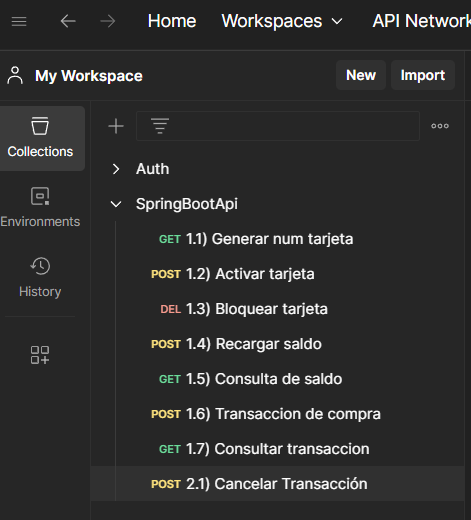 Home Workspaces API Network
My Workspace New Import
Collections
Auth
SpringBootApi
Environments
GET 1.1) Generar num tarjeta
POST 1.2) Activar tarjeta
History
DEL 1.3) Bloquear tarjeta
POST 1.4) Recargar saldo
GET 1.5) Consulta de saldo
POST 1.6) Transaccion de compra
GET 1.7) Consultar transaccion
POST 2.1) Cancelar Transacción